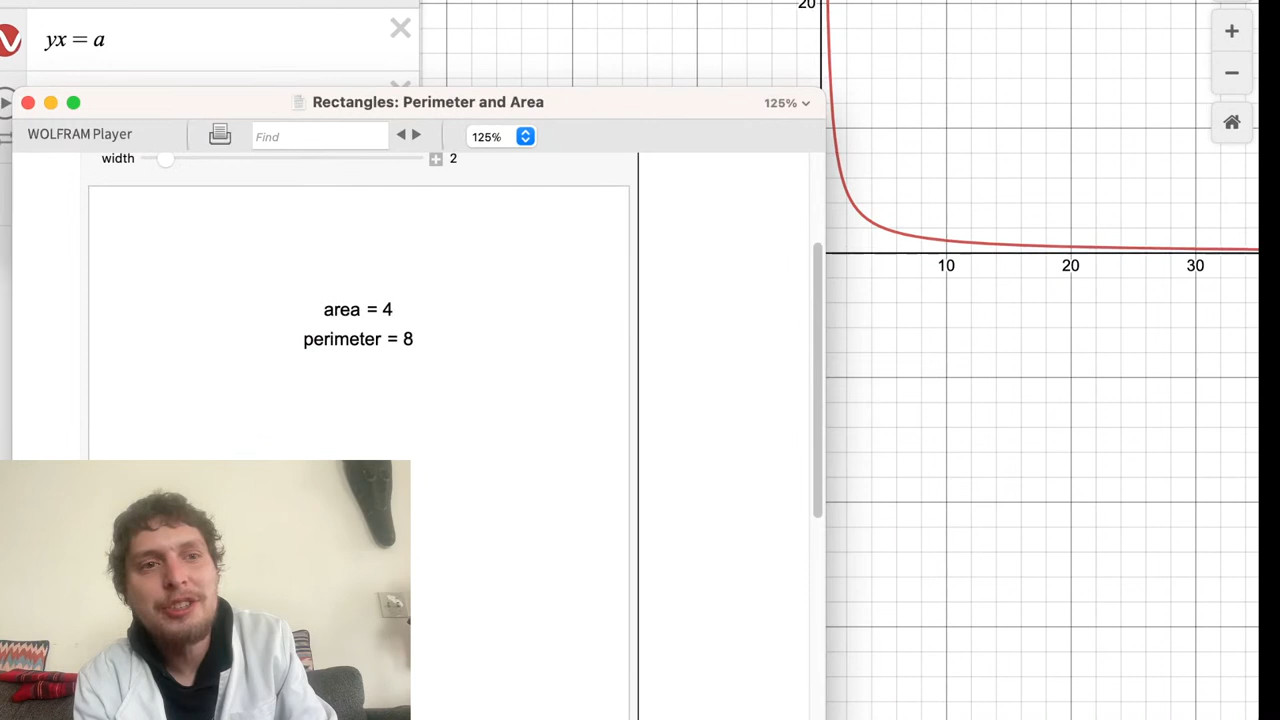 20
yx = a
Rectangles: Perimeter and Area
125%
WOLFRAM Player
Find
125%
width
2
10
20
30
area = 4
perimeter = 8